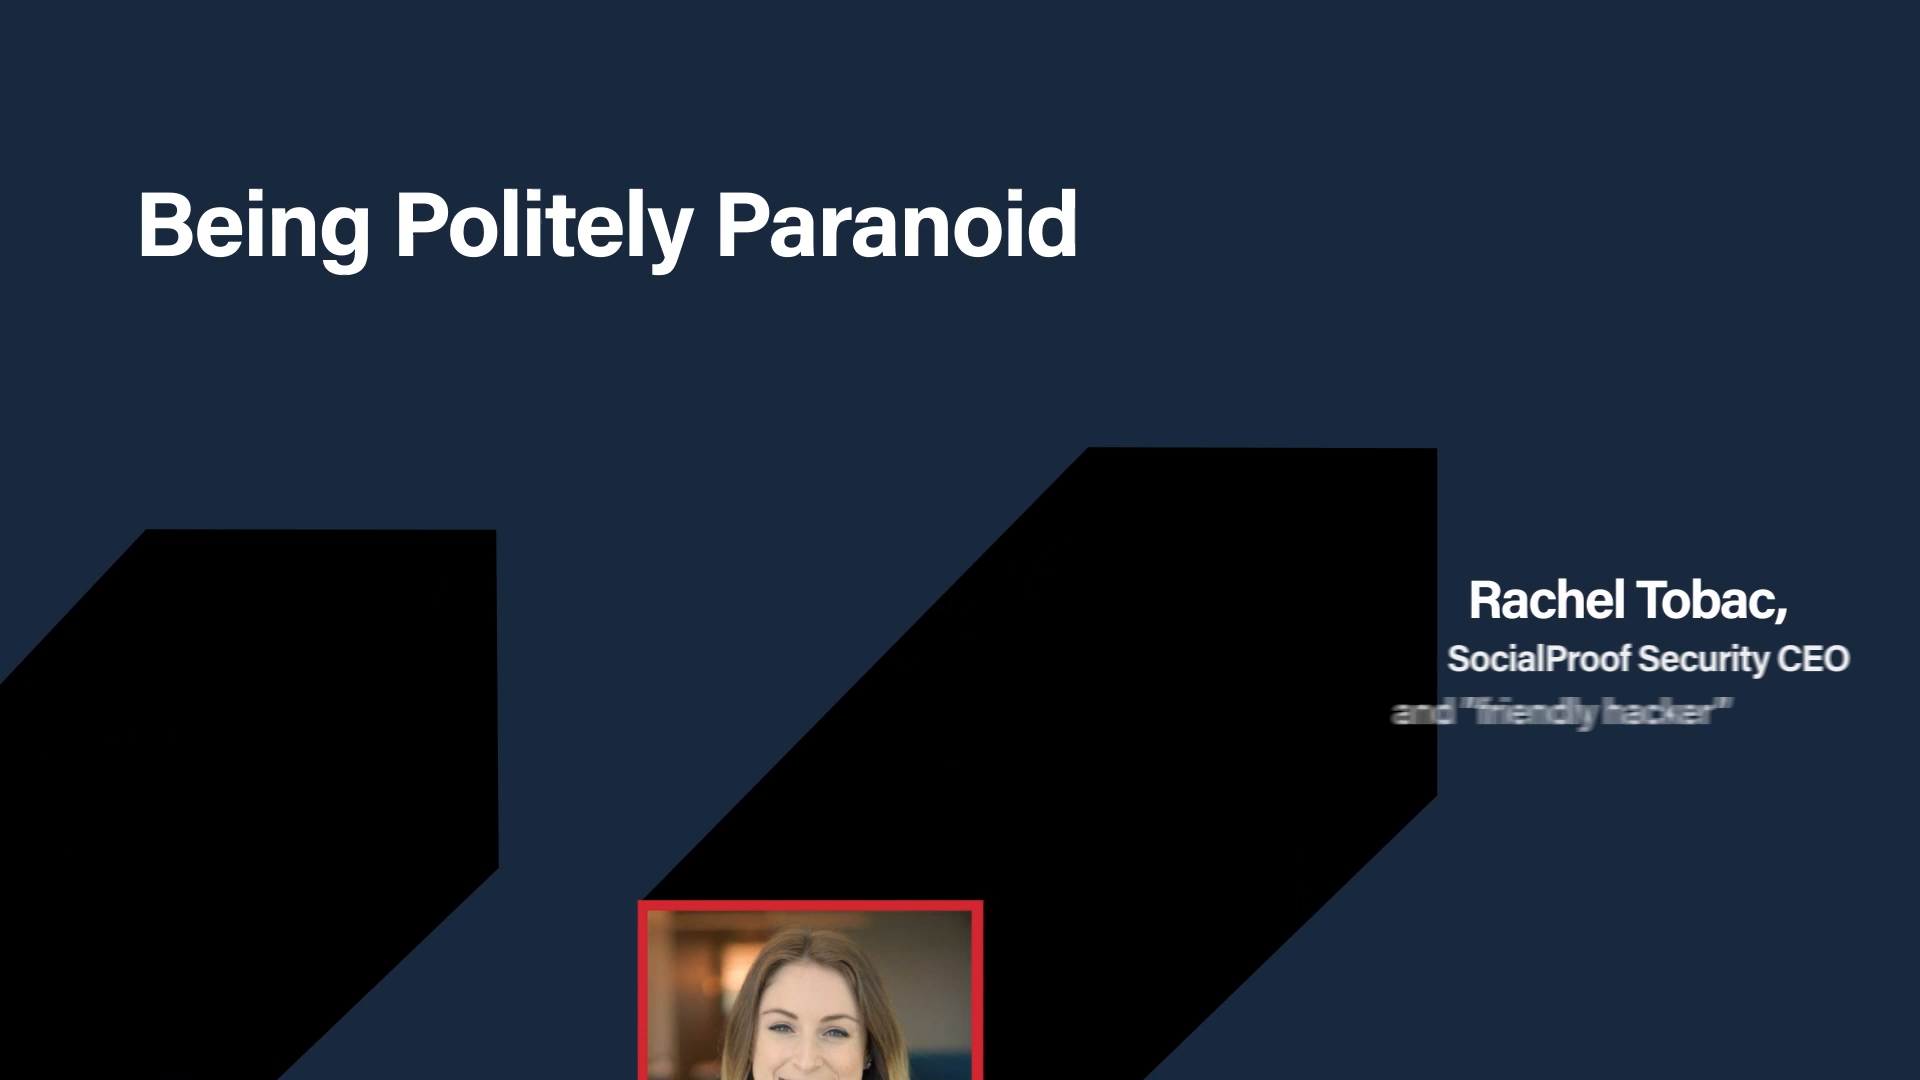 Being Politely Paranoid
Rachel Tobac,
SocialProof Security CEO
and "friendly hacker"